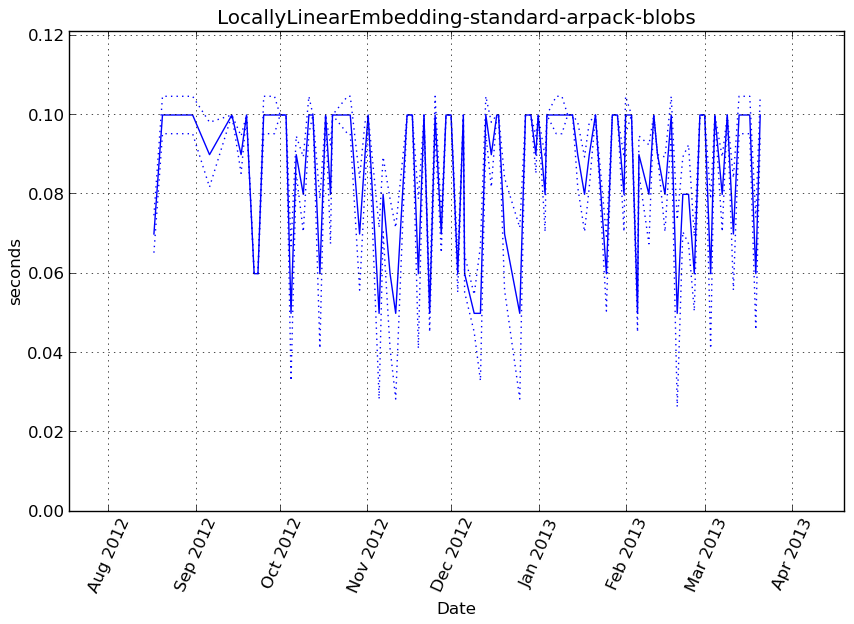 LocallyLinearEmbedding-standard-arpack-blobs
0.12
0.10
0.08
0.06
0.04
0.02
0.00
seconds
Aug 2012
Sep 2012
Oct 2012
Nov 2012
Dec 2012
Jan 2013
Feb 2013
Mar 2013
Apr 2013
Date